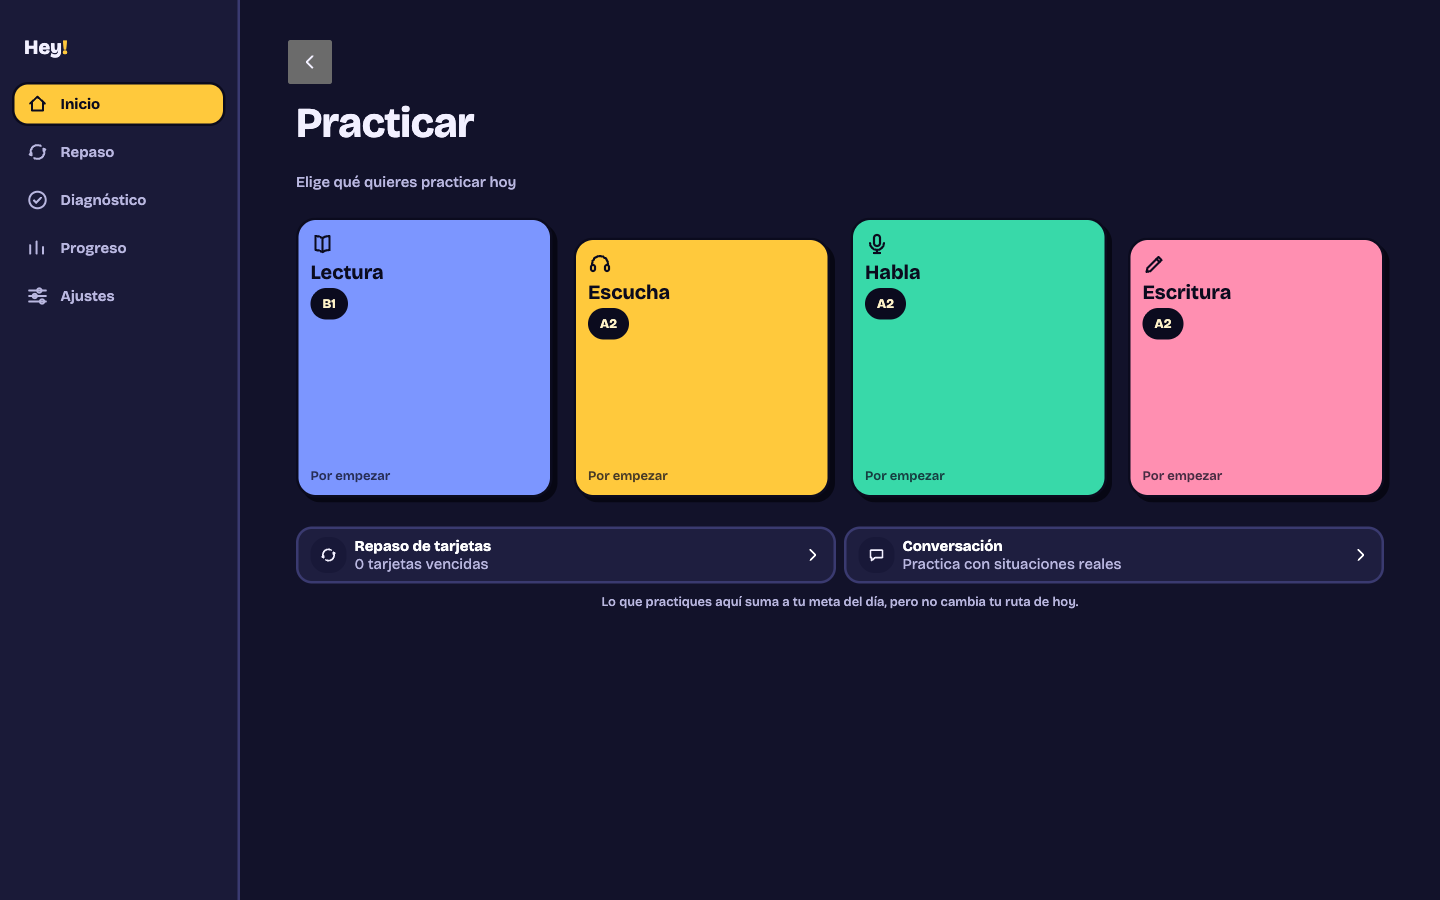 Hey!
Inicio
Repaso
Diagnóstico
Progreso
Ajustes
Practicar
Elige qué quieres practicar hoy
Lectura
B1
Por empezar
Escucha
A2
Por empezar
Habla
A2
Por empezar
Escritura
A2
Por empezar
Repaso de tarjetas
0 tarjetas vencidas
Conversación
Practica con situaciones reales
Lo que practiques aquí suma a tu meta del día, pero no cambia tu ruta de hoy.